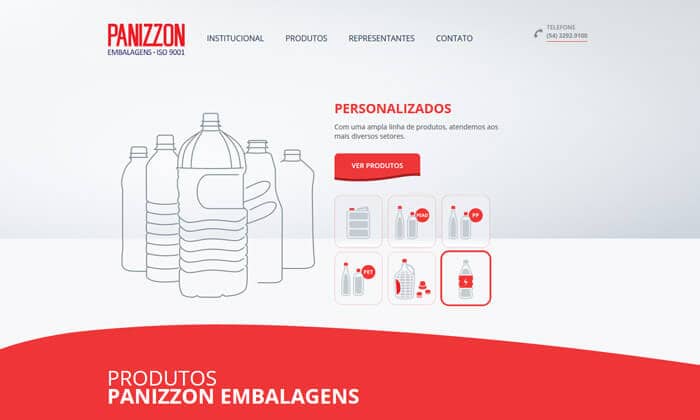 PANIZZON
EMBALAGENS • ISO 9001
INSTITUCIONAL
PRODUTOS
REPRESENTANTES
CONTATO
TELEFONE
(54) 3292.9100
PERSONALIZADOS
Com uma ampla linha de produtos, atendemos aos
mais diversos setores.
VER PRODUTOS
PEAD
PP
PET
PRODUTOS
PANIZZON EMBALAGENS